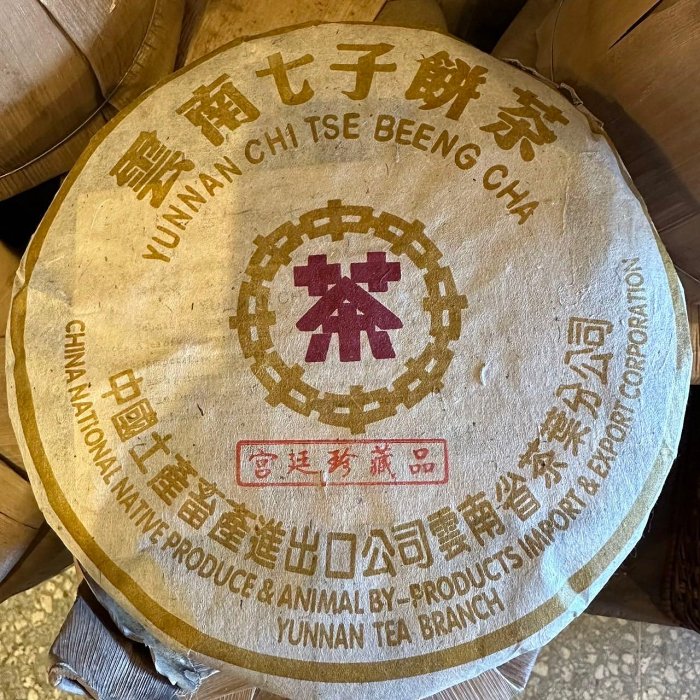 雲南七子餅茶
YUNNAN CHI TSE BEENG CHA
茶
宫廷珍藏品
中國土產畜產進出口公司雲南省茶葉分公司
CHINA NATIONAL NATIVE PRODUCE & ANIMAL BY-PRODUCTS IMPORT & EXPORT CORPORATION
YUNNAN TEA BRANCH